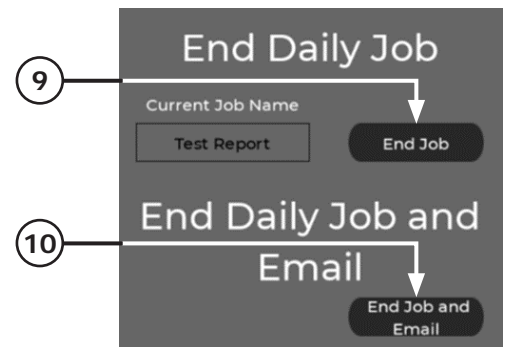 End Daily Job
9
Current Job Name
Test Report
End Job
End Daily Job and
Email
10
End Job and
Email